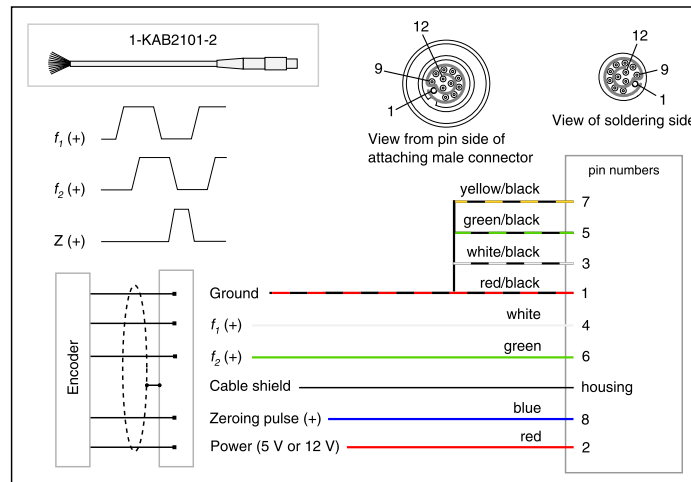 1-KAB2101-2
12
9
1
View from pin side of
attaching male connector
12
9
1
View of soldering side
f1 (+)
f2 (+)
Z (+)
pin numbers
yellow/black
7
green/black
5
white/black
3
Ground
red/black
1
f1 (+)
white
4
f2 (+)
green
6
Cable shield
housing
Zeroing pulse (+)
blue
8
Power (5 V or 12 V)
red
2
Encoder